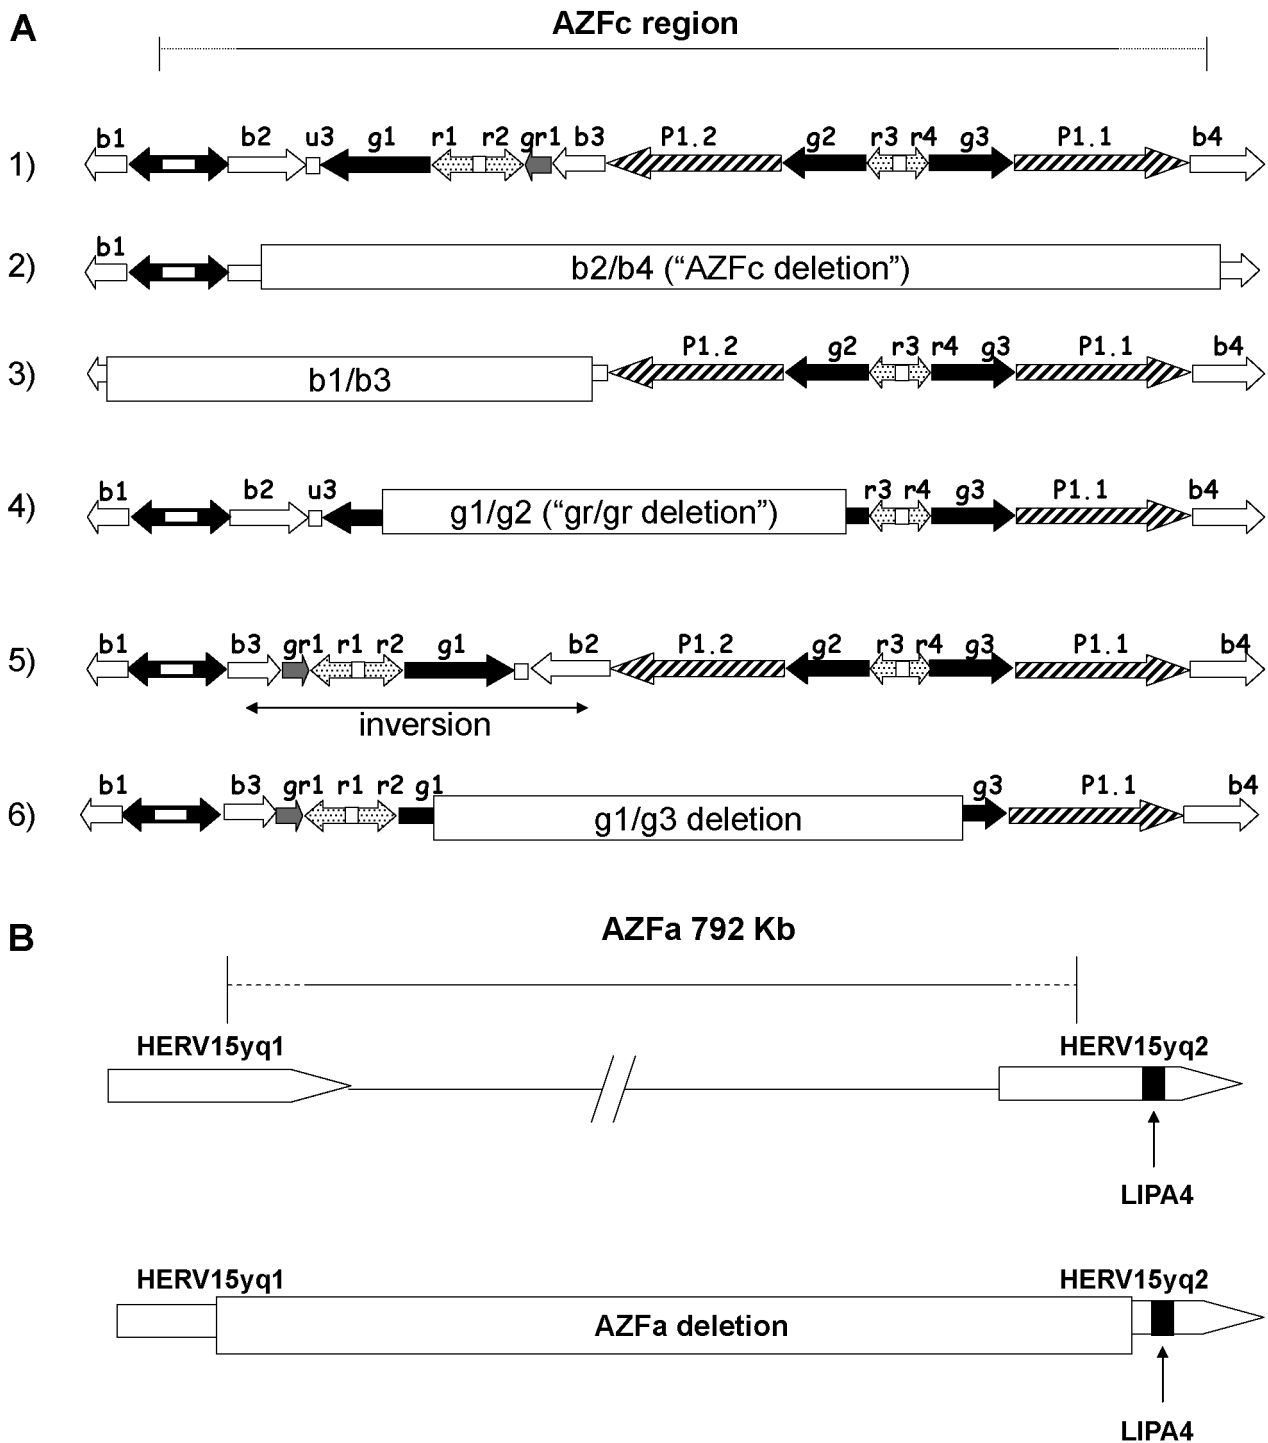 A
AZFc region
1) b1 b2 u3 g1 r1 r2 gr1 b3 P1.2 g2 r3 r4 g3 P1.1 b4
2) b1 b2/b4 (“AZFc deletion”)
3) b1/b3 P1.2 g2 r3 r4 g3 P1.1 b4
4) b1 b2 u3 g1/g2 (“gr/gr deletion”) r3 r4 g3 P1.1 b4
5) b1 b3 gr1 r1 r2 g1 b2 P1.2 g2 r3 r4 g3 P1.1 b4
inversion
6) b1 b3 gr1 r1 r2 g1 g1/g3 deletion g3 P1.1 b4
B
AZFa 792 Kb
HERV15yq1 HERV15yq2
LIPA4
HERV15yq1 HERV15yq2
AZFa deletion
LIPA4